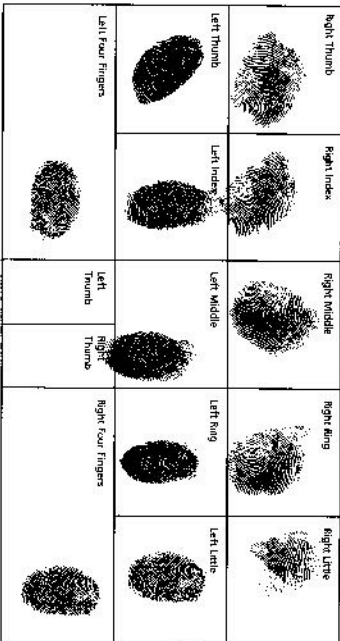 Right Thumb
Right Index
Right Middle
Right Ring
Right Little
Left Thumb
Left Index
Left Middle
Left Ring
Left Little
Left Four Fingers
Left
Thumb
Right
Thumb
Right Four Fingers